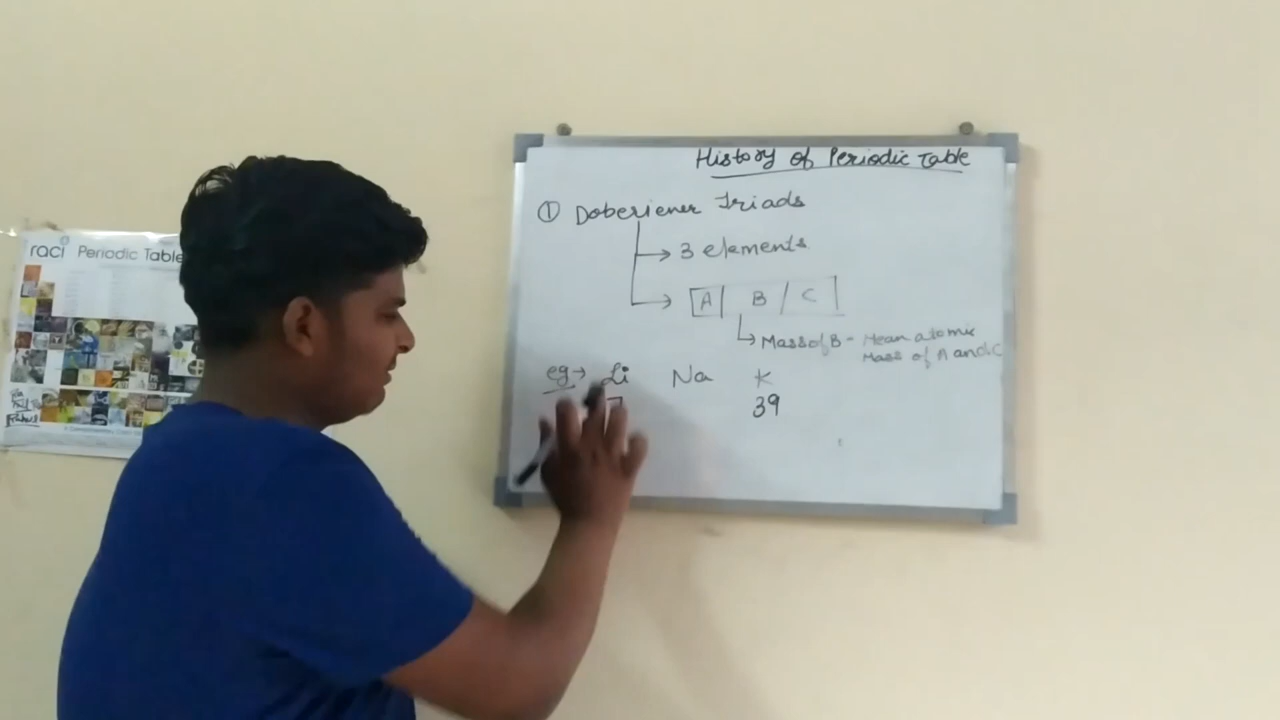 History of Periodic Table
① Doberiener Triads
→ 3 elements
→ A B C
Mass of B - Mean atomic
Mass of A and C
eg → Li Na K
7 39
raci Periodic Table